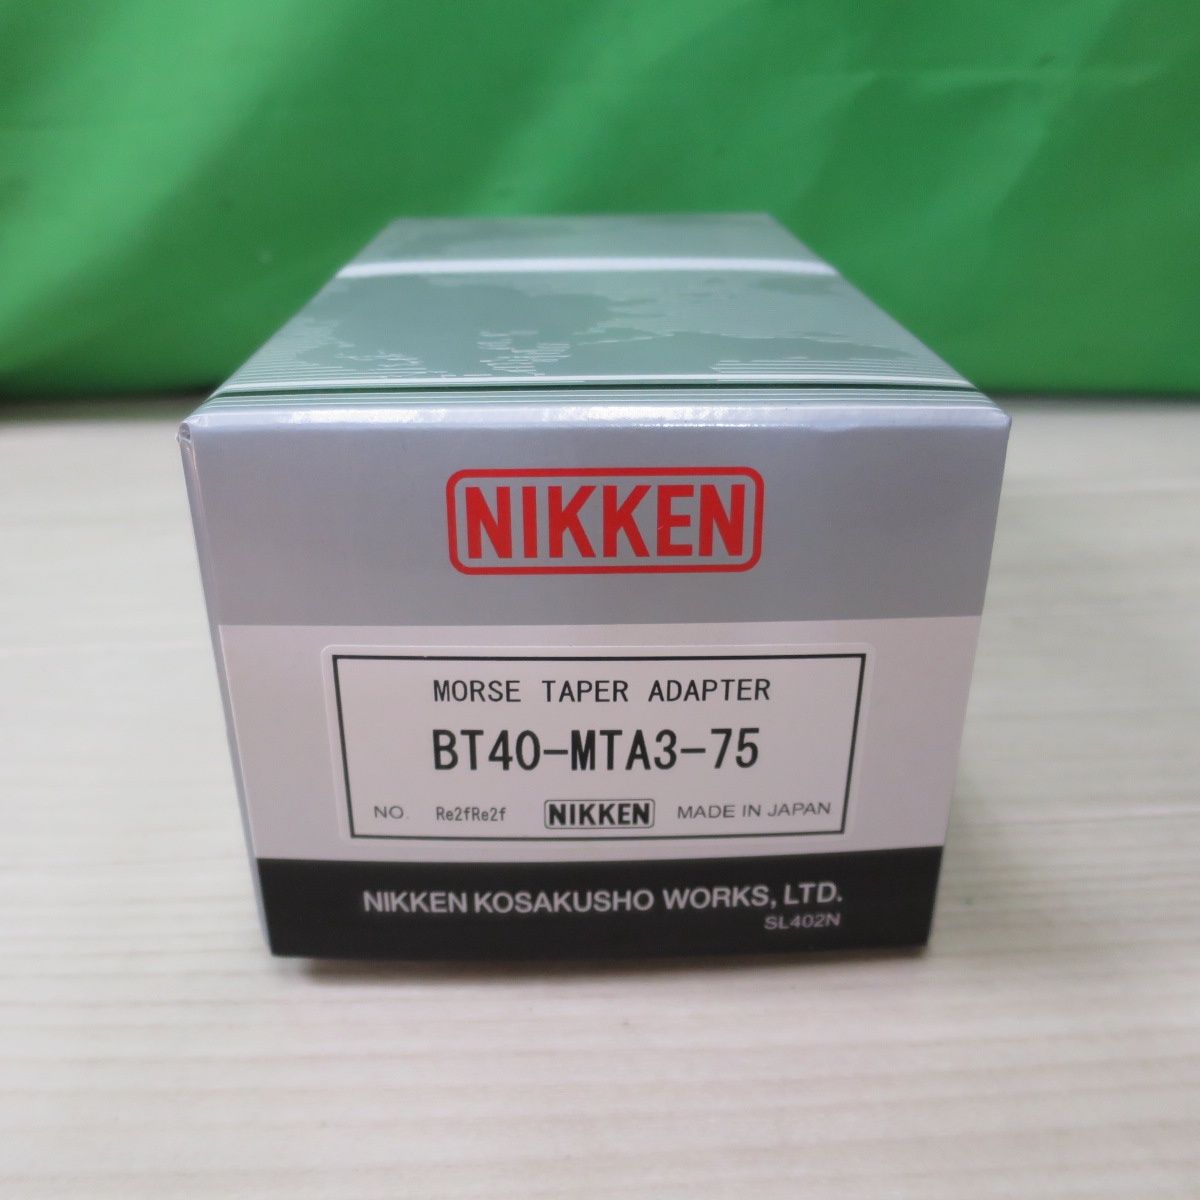 NIKKEN
MORSE TAPER ADAPTER
BT40-MTA3-75
NO. Re2fRe2f NIKKEN MADE IN JAPAN
NIKKEN KOSAKUSHO WORKS, LTD.
SL402N